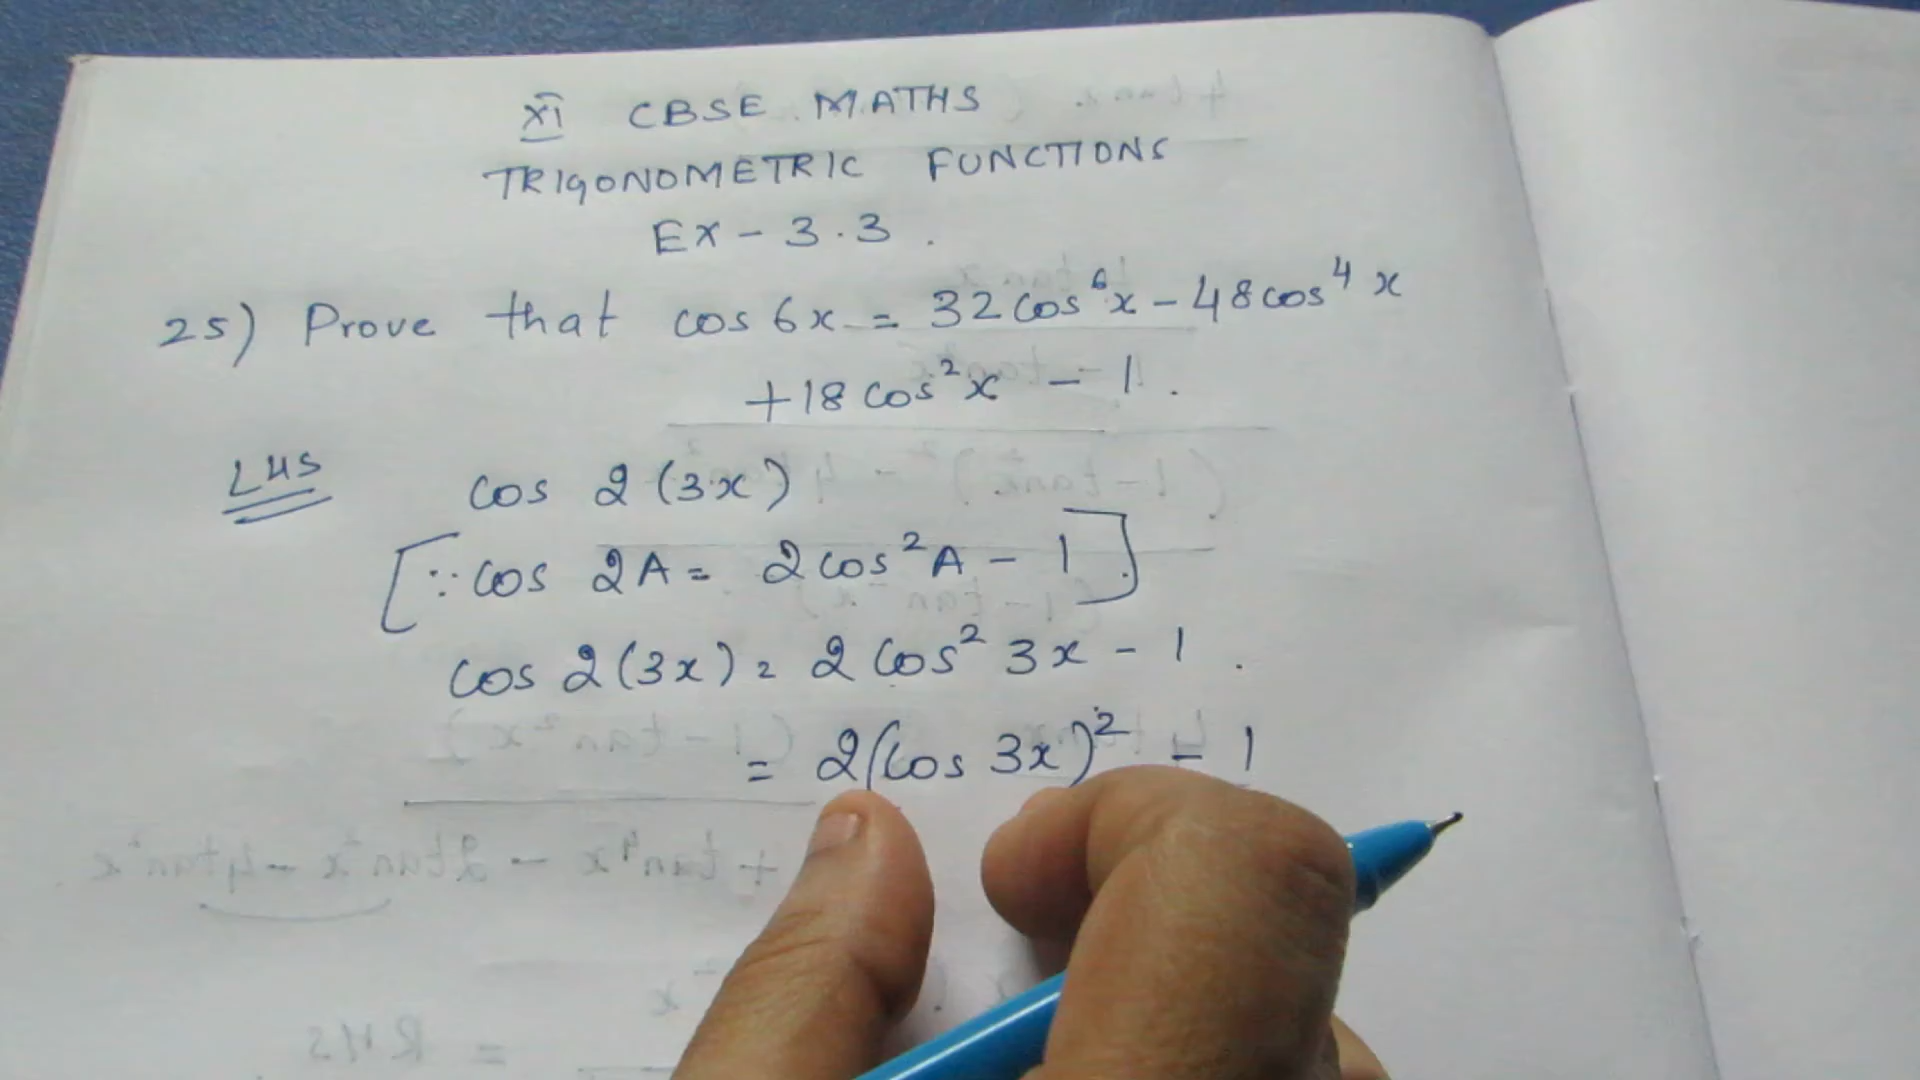 XI CBSE MATHS
TRIGONOMETRIC FUNCTIONS
EX - 3.3.
25) Prove that cos 6x = 32 cos⁶x - 48 cos⁴ x
+18 cos²x - 1.
LHS cos 2 (3x)
[∵ cos 2A = 2 cos²A - 1]
cos 2(3x) = 2 cos² 3x - 1.
= 2(cos 3x)² - 1